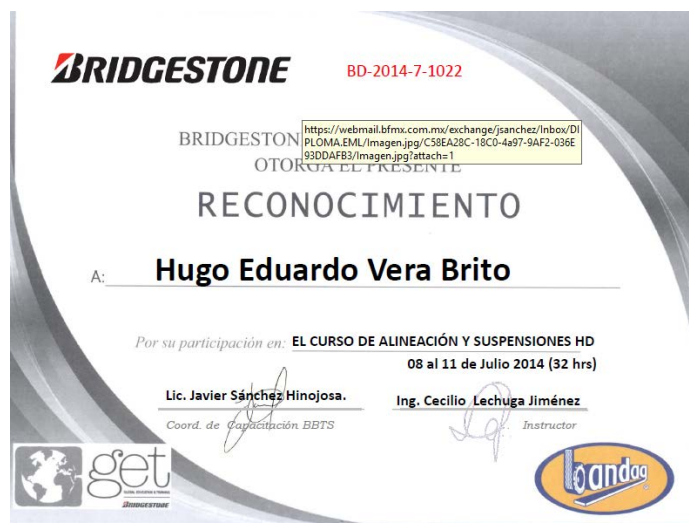 BRIDGESTONE
BD-2014-7-1022
BRIDGESTON
https://webmail.bfmx.com.mx/exchange/jsanchez/Inbox/DI
PLOMA.EML/Imagen.jpg/C58EA28C-18C0-4a97-9AF2-036E
93DDAFB3/Imagen.jpg?attach=1
OTORGA EL PRESENTE
RECONOCIMIENTO
A: Hugo Eduardo Vera Brito
Por su participación en: EL CURSO DE ALINEACIÓN Y SUSPENSIONES HD
08 al 11 de Julio 2014 (32 hrs)
Lic. Javier Sánchez Hinojosa.
Ing. Cecilio Lechuga Jiménez
Coord. de Capacitación BBTS
Instructor
get
BRIDGESTONE
bandag